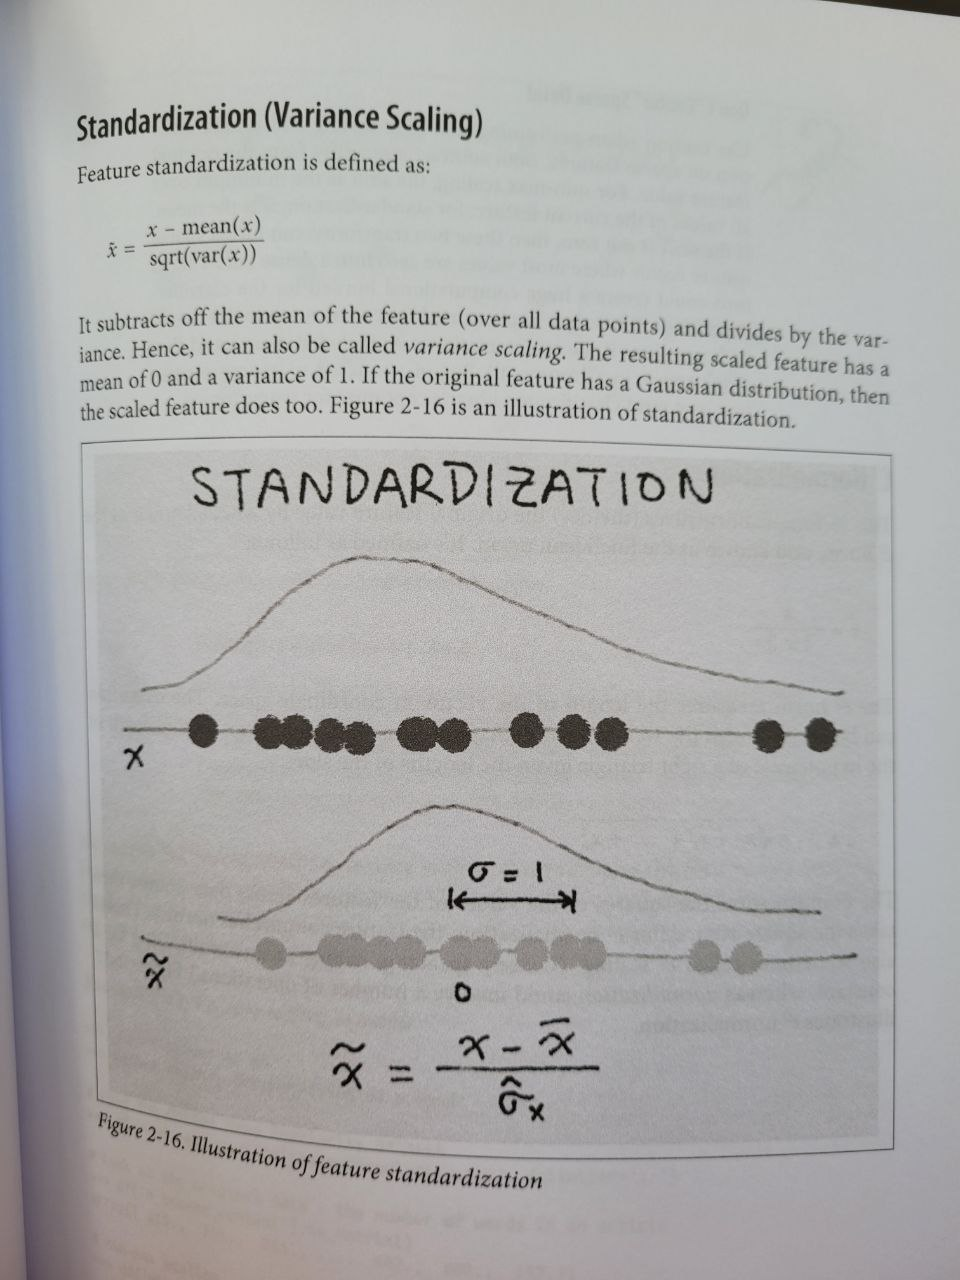 Standardization (Variance Scaling)
Feature standardization is defined as:
x̃ = x − mean(x) / sqrt(var(x))
It subtracts off the mean of the feature (over all data points) and divides by the var-
iance. Hence, it can also be called variance scaling. The resulting scaled feature has a
mean of 0 and a variance of 1. If the original feature has a Gaussian distribution, then
the scaled feature does too. Figure 2-16 is an illustration of standardization.
STANDARDIZATION
x
σ = 1
x̃
0
x̃ = x − x̄ / σ̂x
Figure 2-16. Illustration of feature standardization